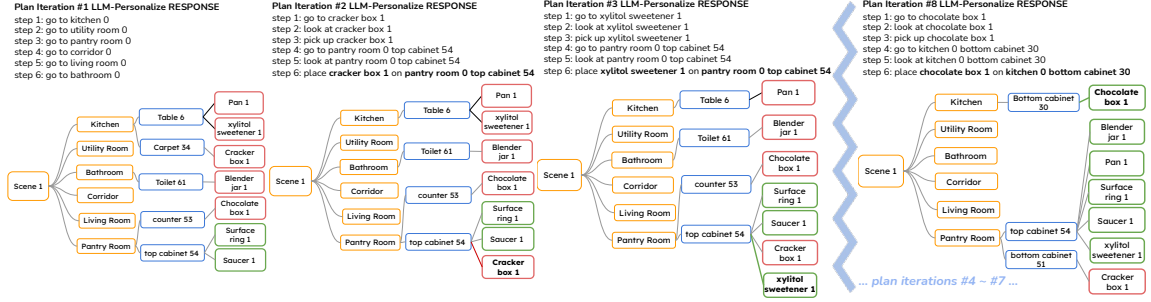 Plan Iteration #1 LLM-Personalize RESPONSE
step 1: go to kitchen 0
step 2: go to utility room 0
step 3: go to pantry room 0
step 4: go to corridor 0
step 5: go to living room 0
step 6: go to bathroom 0
Scene 1
Kitchen
Utility Room
Bathroom
Corridor
Living Room
Pantry Room
Table 6
Carpet 34
Toilet 61
counter 53
top cabinet 54
Pan 1
xylitol
sweetener 1
Cracker
box 1
Blender
jar 1
Chocolate
box 1
Surface
ring 1
Saucer 1
Plan Iteration #2 LLM-Personalize RESPONSE
step 1: go to cracker box 1
step 2: look at cracker box 1
step 3: pick up cracker box 1
step 4: go to pantry room 0 top cabinet 54
step 5: look at pantry room 0 top cabinet 54
step 6: place cracker box 1 on pantry room 0 top cabinet 54
Scene 1
Kitchen
Utility Room
Bathroom
Corridor
Living Room
Pantry Room
Table 6
Toilet 61
counter 53
top cabinet 54
Pan 1
xylitol
sweetener 1
Blender
jar 1
Chocolate
box 1
Surface
ring 1
Saucer 1
Cracker
box 1
Plan Iteration #3 LLM-Personalize RESPONSE
step 1: go to xylitol sweetener 1
step 2: look at xylitol sweetener 1
step 3: pick up xylitol sweetener 1
step 4: go to pantry room 0 top cabinet 54
step 5: look at pantry room 0 top cabinet 54
step 6: place xylitol sweetener 1 on pantry room 0 top cabinet 54
Scene 1
Kitchen
Utility Room
Bathroom
Corridor
Living Room
Pantry Room
Table 6
Toilet 61
counter 53
top cabinet 54
Pan 1
Blender
jar 1
Chocolate
box 1
Surface
ring 1
Saucer 1
Cracker
box 1
xylitol
sweetener 1
Plan Iteration #8 LLM-Personalize RESPONSE
step 1: go to chocolate box 1
step 2: look at chocolate box 1
step 3: pick up chocolate box 1
step 4: go to kitchen 0 bottom cabinet 30
step 5: look at kitchen 0 bottom cabinet 30
step 6: place chocolate box 1 on kitchen 0 bottom cabinet 30
Scene 1
Kitchen
Utility Room
Bathroom
Corridor
Living Room
Pantry Room
Bottom cabinet
30
top cabinet 54
bottom cabinet
51
Chocolate
box 1
Blender
jar 1
Pan 1
Surface
ring 1
Saucer 1
xylitol
sweetener 1
Cracker
box 1
... plan iterations #4 ~ #7 ...